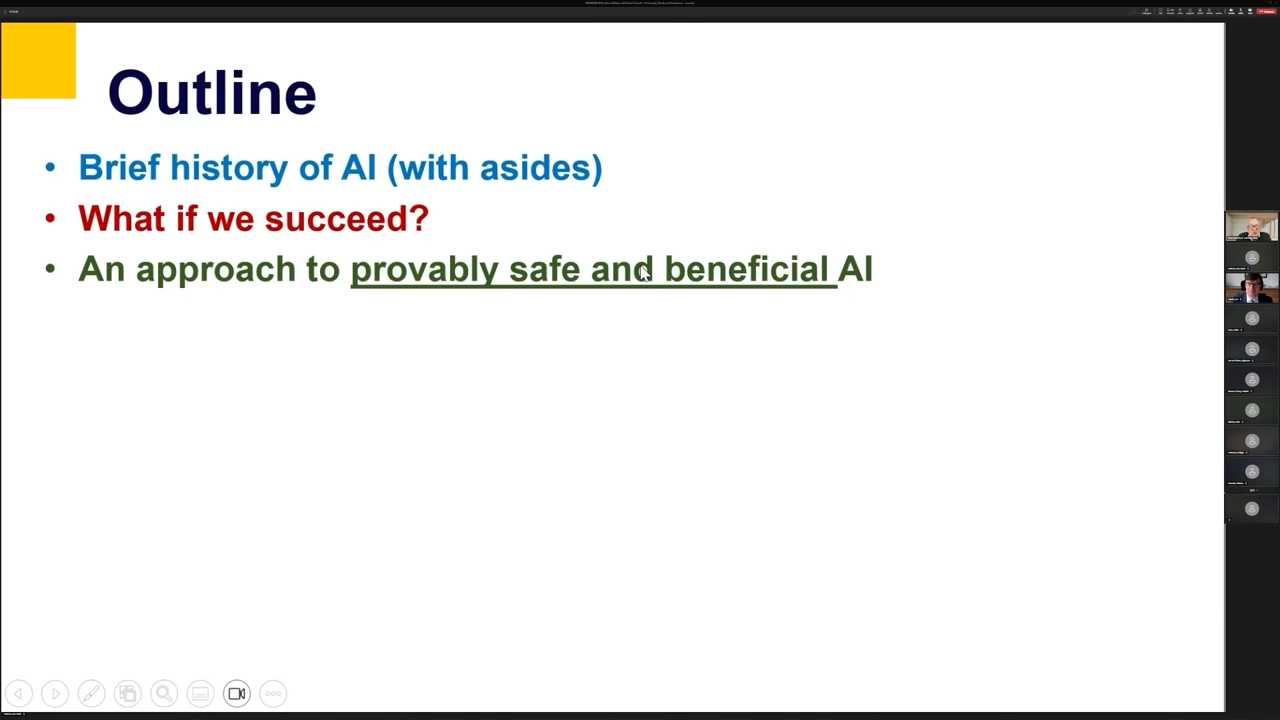 Outline
• Brief history of AI (with asides)
• What if we succeed?
• An approach to provably safe and beneficial AI